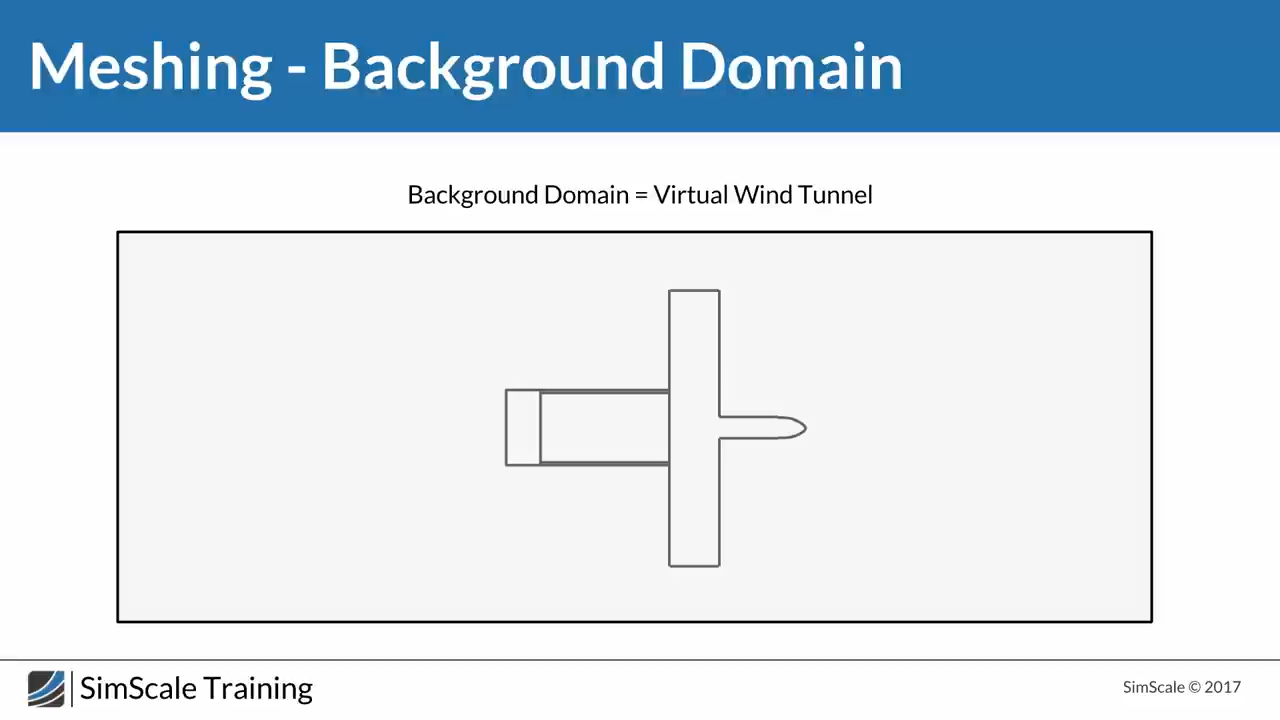 Meshing - Background Domain
Background Domain = Virtual Wind Tunnel
SimScale Training
SimScale © 2017